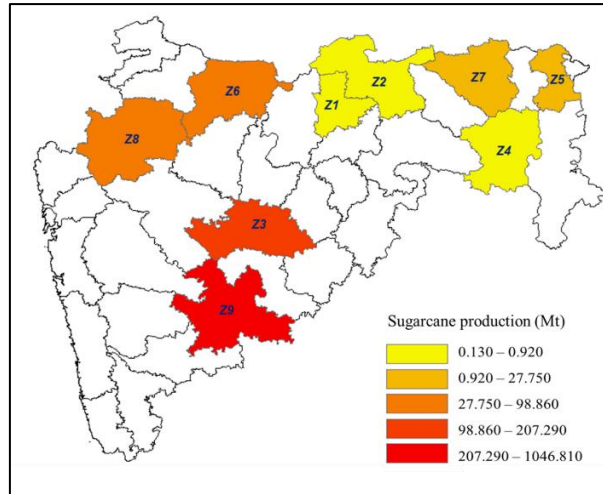 Z6
Z2
Z7
Z5
Z1
Z8
Z4
Z3
Z9
Sugarcane production (Mt)
0.130 – 0.920
0.920 – 27.750
27.750 – 98.860
98.860 – 207.290
207.290 – 1046.810